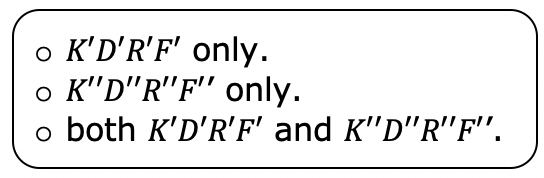 ○ K′D′R′F′ only.
○ K′′D′′R′′F′′ only.
○ both K′D′R′F′ and K′′D′′R′′F′′.